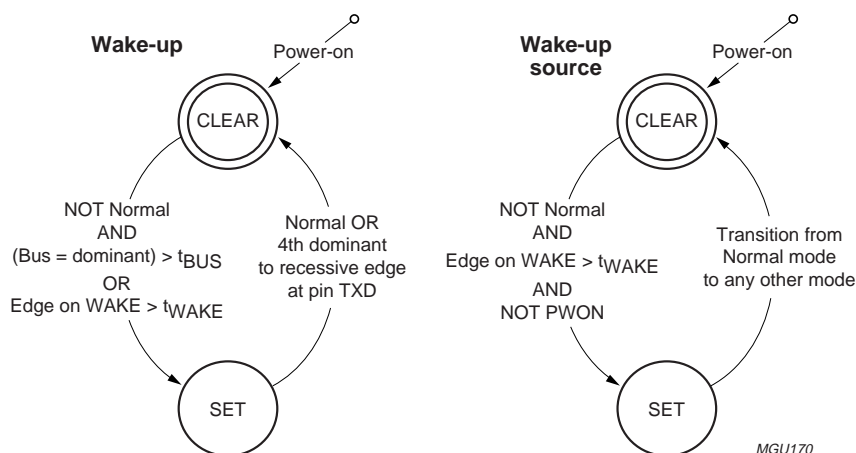 Wake-up
Power-on
CLEAR
NOT Normal
AND
(Bus = dominant) > tBUS
OR
Edge on WAKE > tWAKE
Normal OR
4th dominant
to recessive edge
at pin TXD
SET
Wake-up
source
Power-on
CLEAR
NOT Normal
AND
Edge on WAKE > tWAKE
AND
NOT PWON
Transition from
Normal mode
to any other mode
SET
MGU170